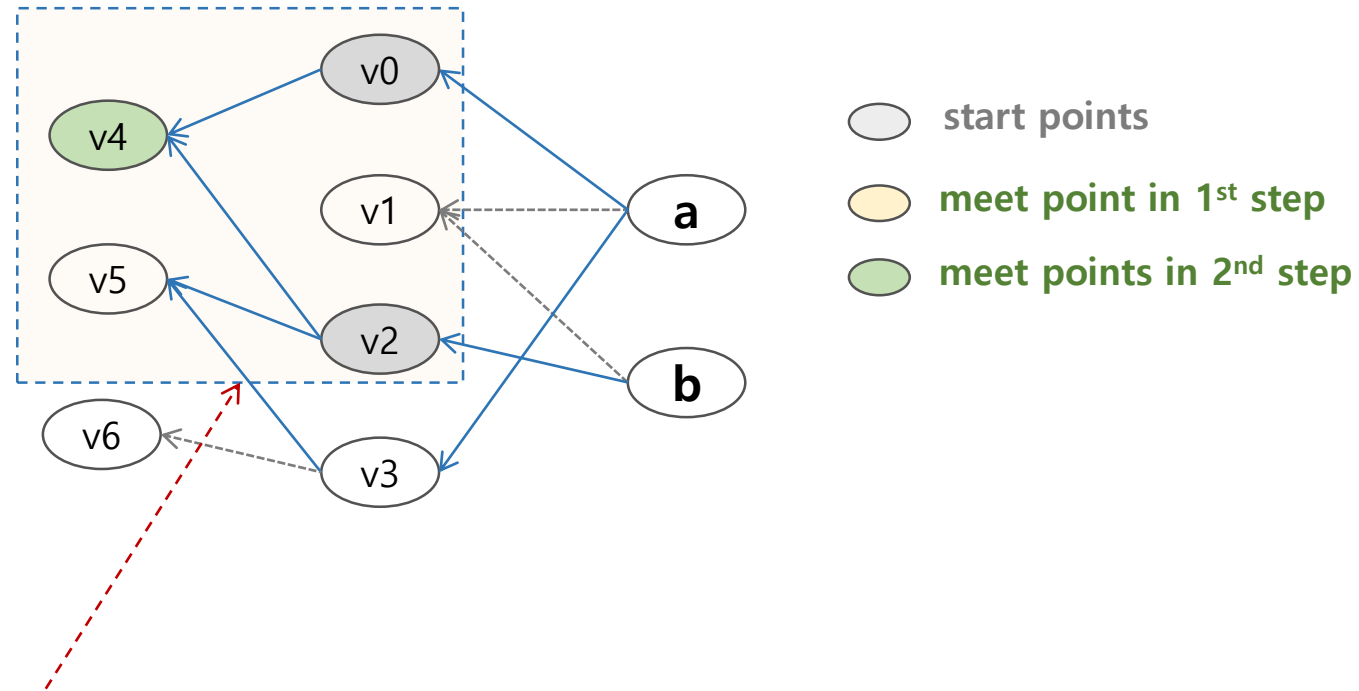 v0
v4
v1
v5
v2
v6
v3
a
b
start points
meet point in 1st step
meet points in 2nd step